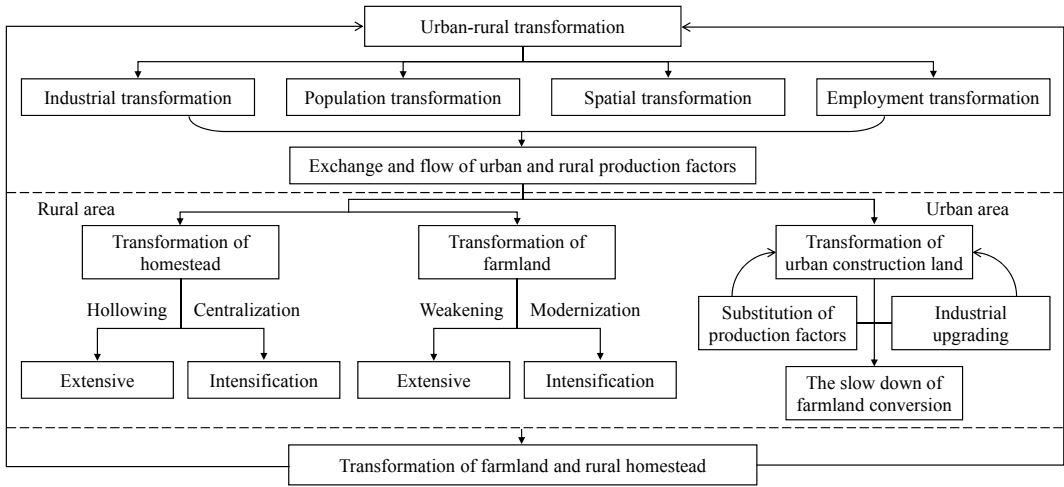 Urban-rural transformation
Industrial transformation
Population transformation
Spatial transformation
Employment transformation
Exchange and flow of urban and rural production factors
Rural area
Urban area
Transformation of
homestead
Transformation of
farmland
Transformation of
urban construction land
Hollowing
Centralization
Weakening
Modernization
Substitution of
production factors
Industrial
upgrading
Extensive
Intensification
Extensive
Intensification
The slow down of
farmland conversion
Transformation of farmland and rural homestead